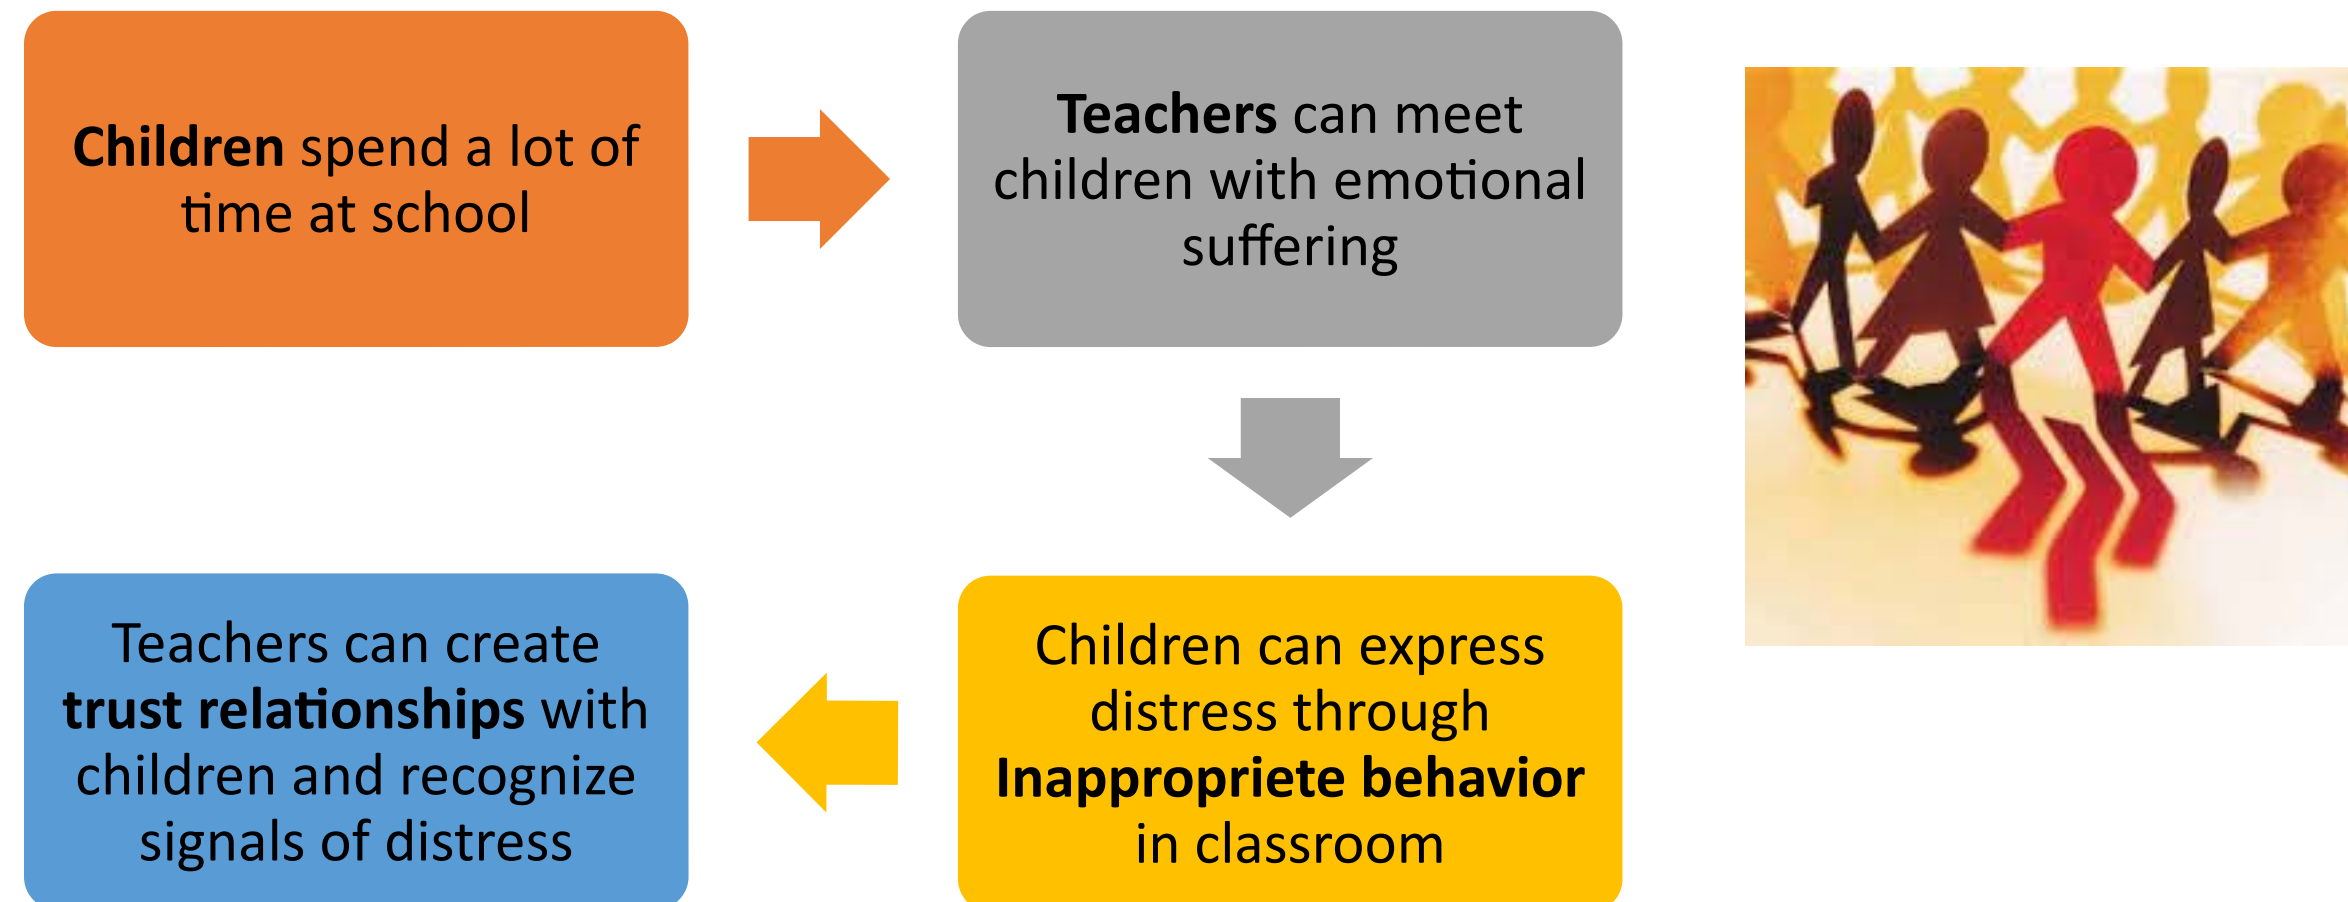 Children spend a lot of
time at school
Teachers can meet
children with emotional
suffering
Children can express
distress through
Inappropriete behavior
in classroom
Teachers can create
trust relationships with
children and recognize
signals of distress